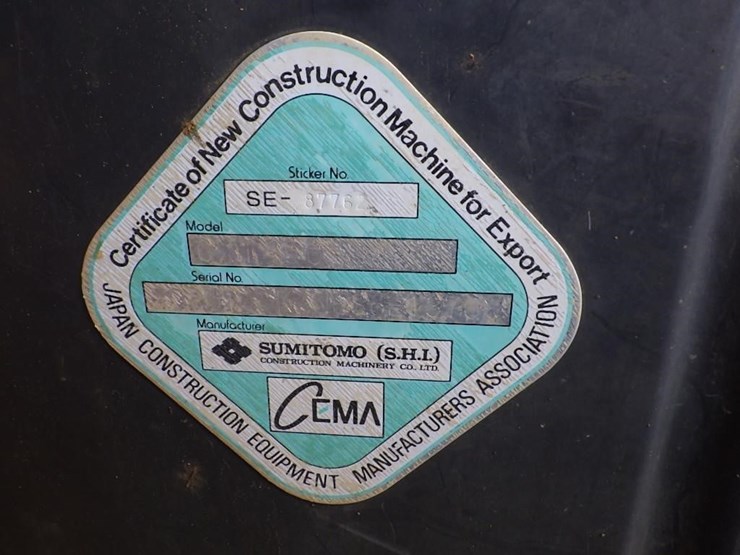 Certificate of New Construction Machine for Export
Sticker No.
SE-
Model
Serial No.
Manufacturer
SUMITOMO (S.H.I.)
CONSTRUCTION MACHINERY CO. LTD.
CEMA
JAPAN CONSTRUCTION EQUIPMENT MANUFACTURERS ASSOCIATION